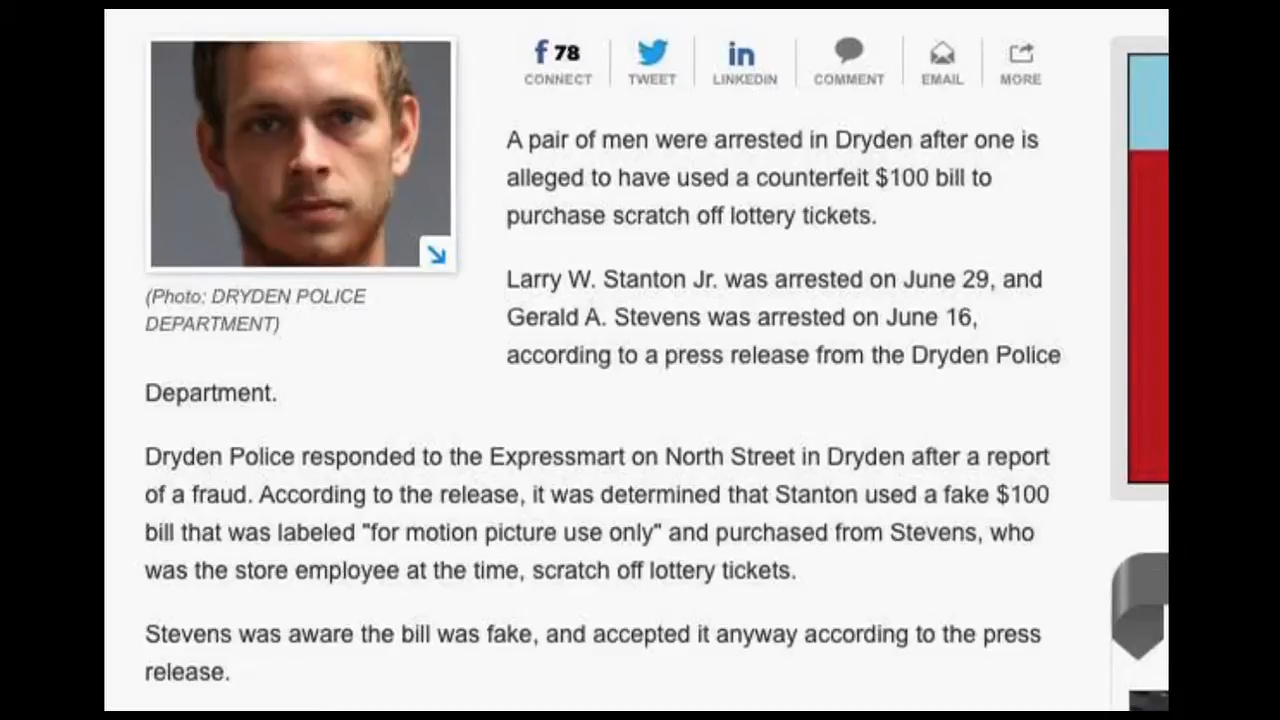 f 78
CONNECT
TWEET
in
LINKEDIN
COMMENT
EMAIL
MORE
(Photo: DRYDEN POLICE
DEPARTMENT)
A pair of men were arrested in Dryden after one is
alleged to have used a counterfeit $100 bill to
purchase scratch off lottery tickets.
Larry W. Stanton Jr. was arrested on June 29, and
Gerald A. Stevens was arrested on June 16,
according to a press release from the Dryden Police
Department.
Dryden Police responded to the Expressmart on North Street in Dryden after a report
of a fraud. According to the release, it was determined that Stanton used a fake $100
bill that was labeled "for motion picture use only" and purchased from Stevens, who
was the store employee at the time, scratch off lottery tickets.
Stevens was aware the bill was fake, and accepted it anyway according to the press
release.